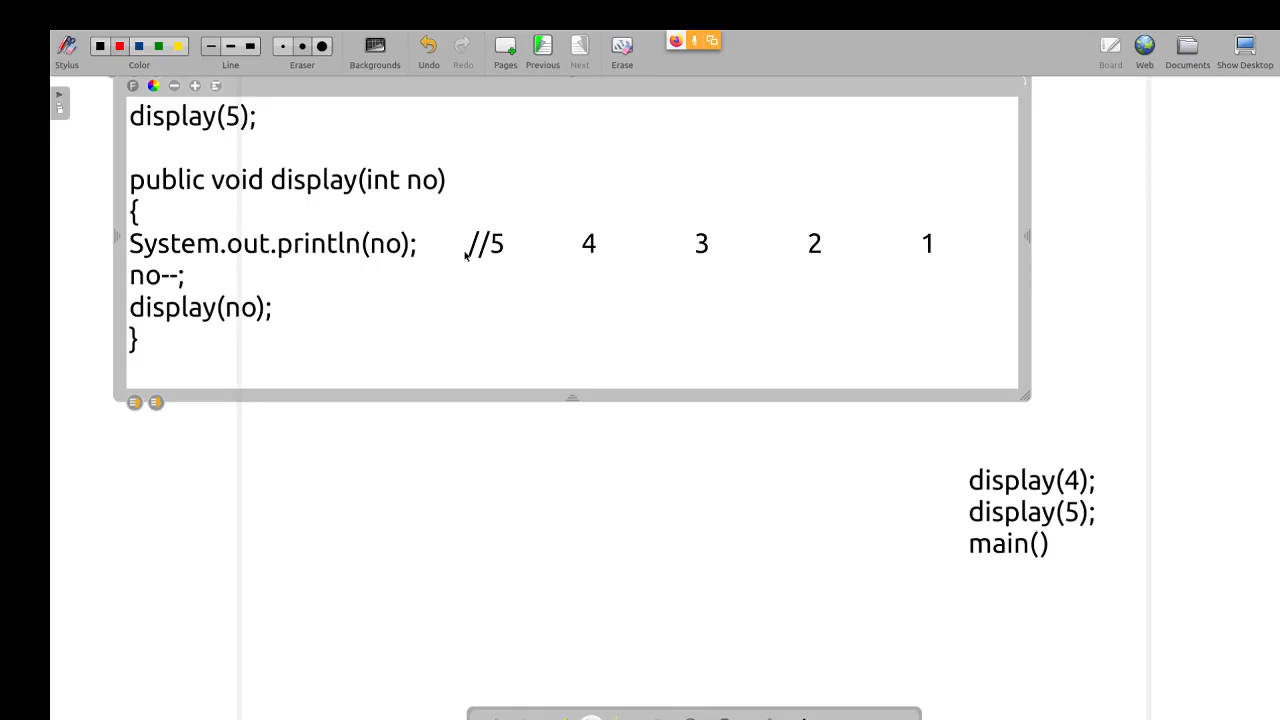 Stylus Color Line Eraser Backgrounds Undo Redo Pages Previous Next Erase Board Web Documents Show Desktop
display(5);
public void display(int no)
{
System.out.println(no); //5 4 3 2 1
no--;
display(no);
}
display(4);
display(5);
main()